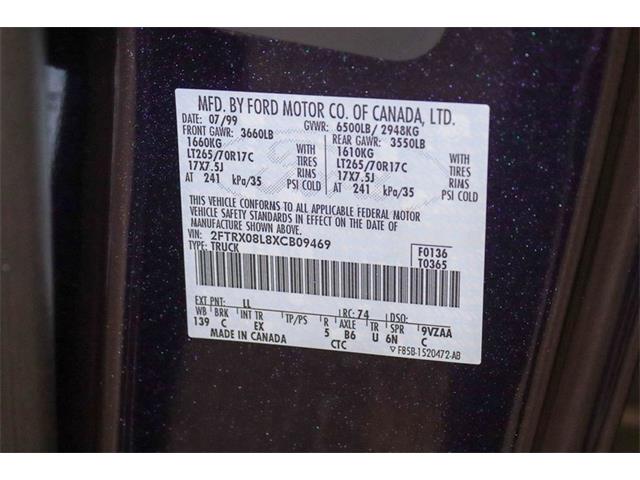 MFD. BY FORD MOTOR CO. OF CANADA, LTD.
DATE: 07/99 GVWR: 6500LB/ 2948KG
FRONT GAWR: 3660LB REAR GAWR: 3550LB
1660KG WITH 1610KG WITH
LT265/70R17C TIRES LT265/70R17C TIRES
17X7.5J RIMS 17X7.5J RIMS
AT 241 kPa/35 PSI COLD AT 241 kPa/35 PSI COLD
THIS VEHICLE CONFORMS TO ALL APPLICABLE FEDERAL MOTOR
VEHICLE SAFETY STANDARDS IN EFFECT ON THE DATE OF
MANUFACTURE SHOWN ABOVE.
VIN: 2FTRX08L8XCB09469 F0136
TYPE: TRUCK T0365
EXT PNT: LL RC: 74 DSO:
WB BRK INT TR TP/PS R AXLE TR SPR 9VZAA
139 C EX 5 B6 U 6N C
MADE IN CANADA CTC F85B-1520472-AB